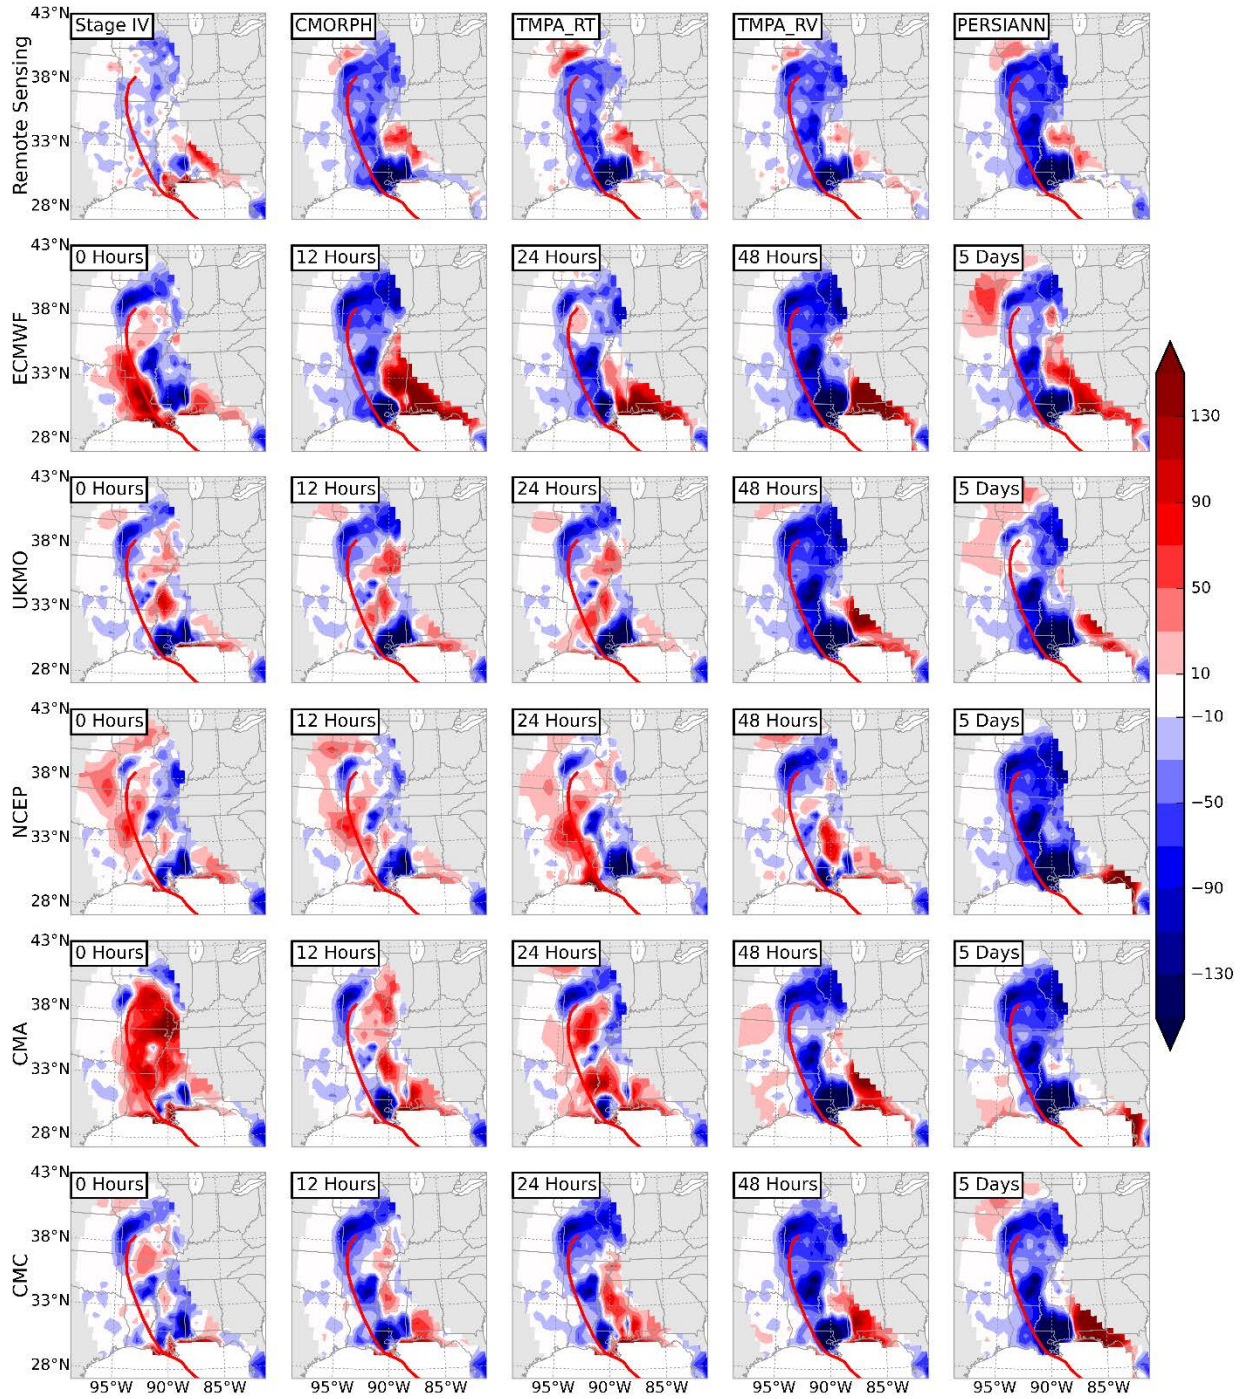 Stage IV CMORPH TMPA_RT TMPA_RV PERSIANN
Remote Sensing
43°N
38°N
33°N
28°N
0 Hours 12 Hours 24 Hours 48 Hours 5 Days
ECMWF
43°N
38°N
33°N
28°N
0 Hours 12 Hours 24 Hours 48 Hours 5 Days
UKMO
43°N
38°N
33°N
28°N
0 Hours 12 Hours 24 Hours 48 Hours 5 Days
NCEP
43°N
38°N
33°N
28°N
0 Hours 12 Hours 24 Hours 48 Hours 5 Days
CMA
43°N
38°N
33°N
28°N
0 Hours 12 Hours 24 Hours 48 Hours 5 Days
CMC
43°N
38°N
33°N
28°N
95°W 90°W 85°W 95°W 90°W 85°W 95°W 90°W 85°W 95°W 90°W 85°W 95°W 90°W 85°W
130
90
50
10
−10
−50
−90
−130